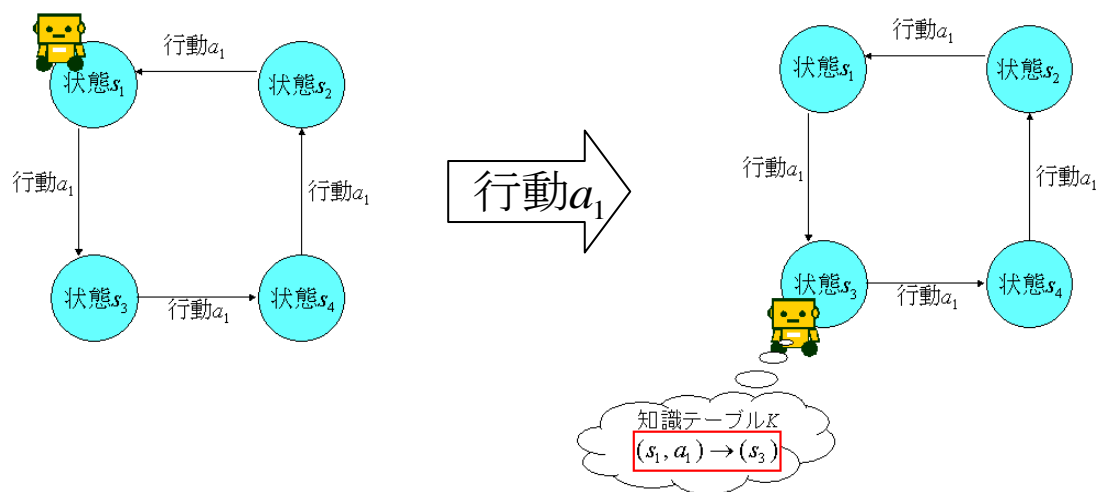 行動a₁
状態s₁
状態s₂
行動a₁
行動a₁
状態s₃
行動a₁
状態s₄
行動a₁
行動a₁
状態s₁
状態s₂
行動a₁
行動a₁
状態s₃
行動a₁
状態s₄
知識テーブルK
(s₁, a₁) → (s₃)